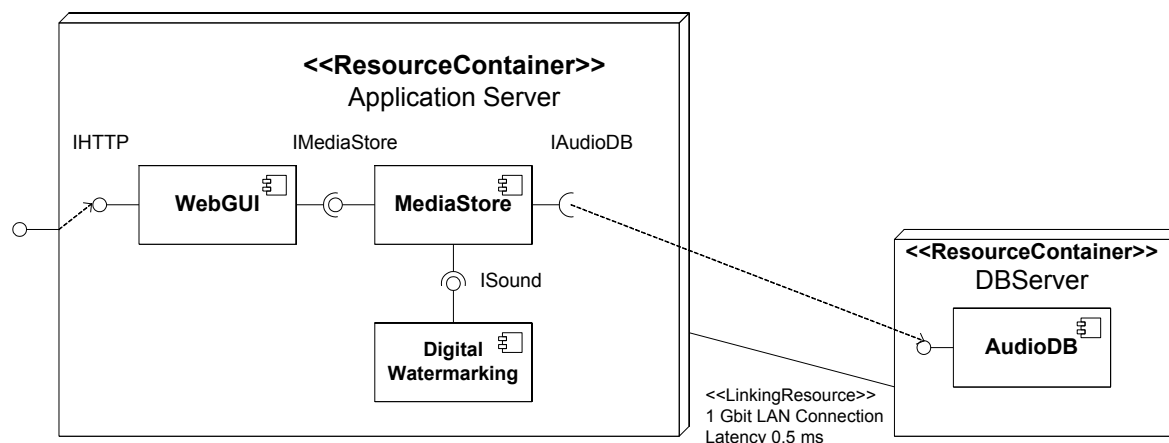 <<ResourceContainer>>
Application Server
IHTTP
IMediaStore
IAudioDB
WebGUI
MediaStore
ISound
Digital
Watermarking
<<ResourceContainer>>
DBServer
AudioDB
<<LinkingResource>>
1 Gbit LAN Connection
Latency 0.5 ms